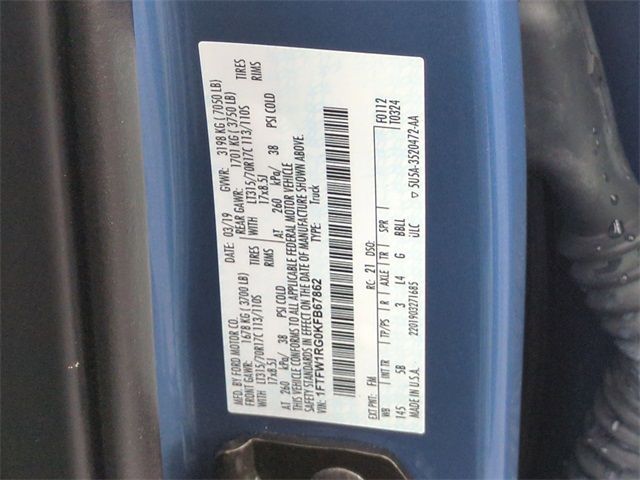 MFD. BY FORD MOTOR CO.
DATE: 03/19 GVWR: 3198 KG ( 7050 LB)
FRONT GAWR: 1678 KG ( 3700 LB) REAR GAWR: 1701 KG ( 3750 LB)
WITH LT315/70R17C 113/110S TIRES WITH LT315/70R17C 113/110S TIRES
17x8.5J RIMS 17x8.5J RIMS
AT 260 kPa/ 38 PSI COLD AT 260 kPa/ 38 PSI COLD
THIS VEHICLE CONFORMS TO ALL APPLICABLE FEDERAL MOTOR VEHICLE
SAFETY STANDARDS IN EFFECT ON THE DATE OF MANUFACTURE SHOWN ABOVE.
VIN: 1FTFW1RG0KFB67862 TYPE: Truck
F0112
T0324
EXT PNT: FM RC: 21 DSO:
WB INT TR TP/PS R AXLE TR SPR
145 5B 3 L4 G BBLL
MADE IN U.S.A. 2201903271685 ÜLC 5U5A-3520472-AA